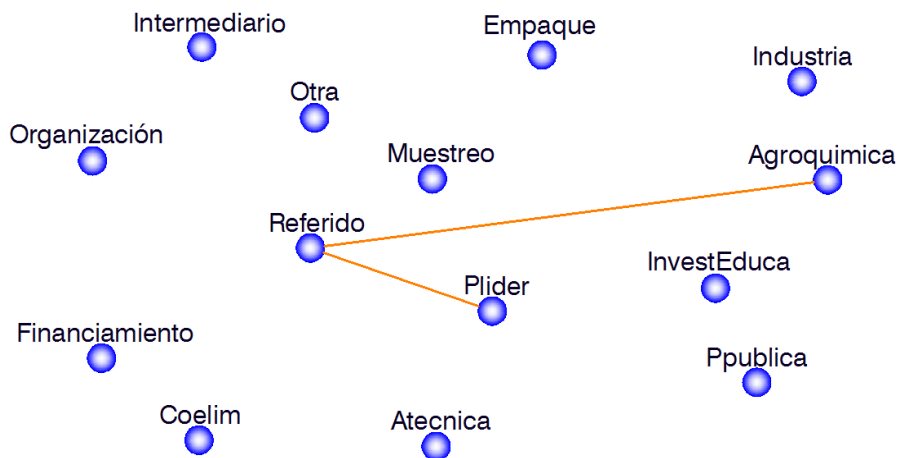 Intermediario
Empaque
Industria
Otra
Organización
Muestreo
Agroquimica
Referido
InvestEduca
Plider
Financiamiento
Ppublica
Coelim
Atecnica